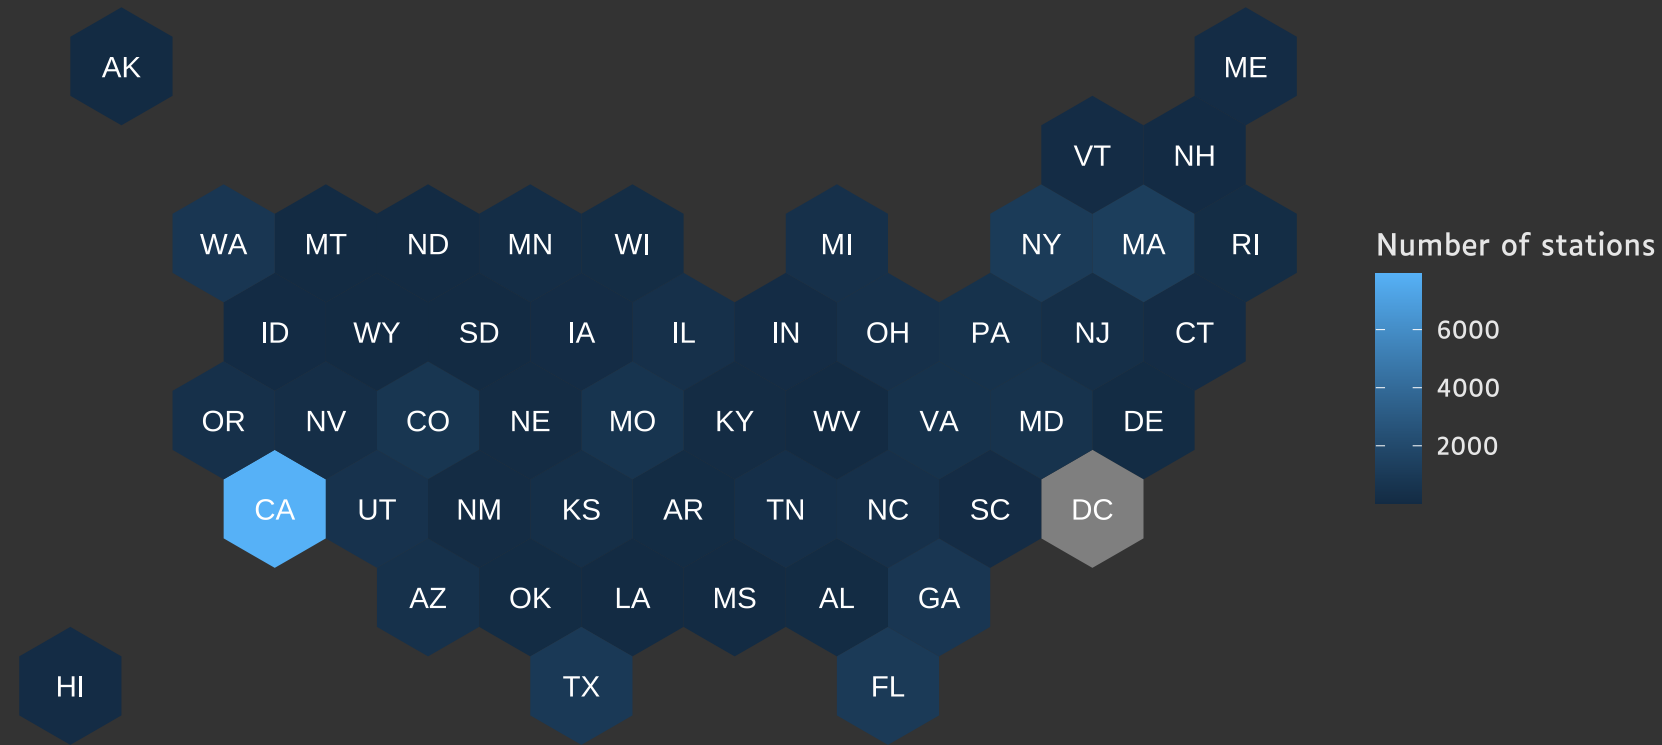 AK ME
VT NH
WA MT ND MN WI MI NY MA RI
Number of stations
ID WY SD IA IL IN OH PA NJ CT
6000
4000
OR NV CO NE MO KY WV VA MD DE
2000
CA UT NM KS AR TN NC SC DC
AZ OK LA MS AL GA
HI TX FL